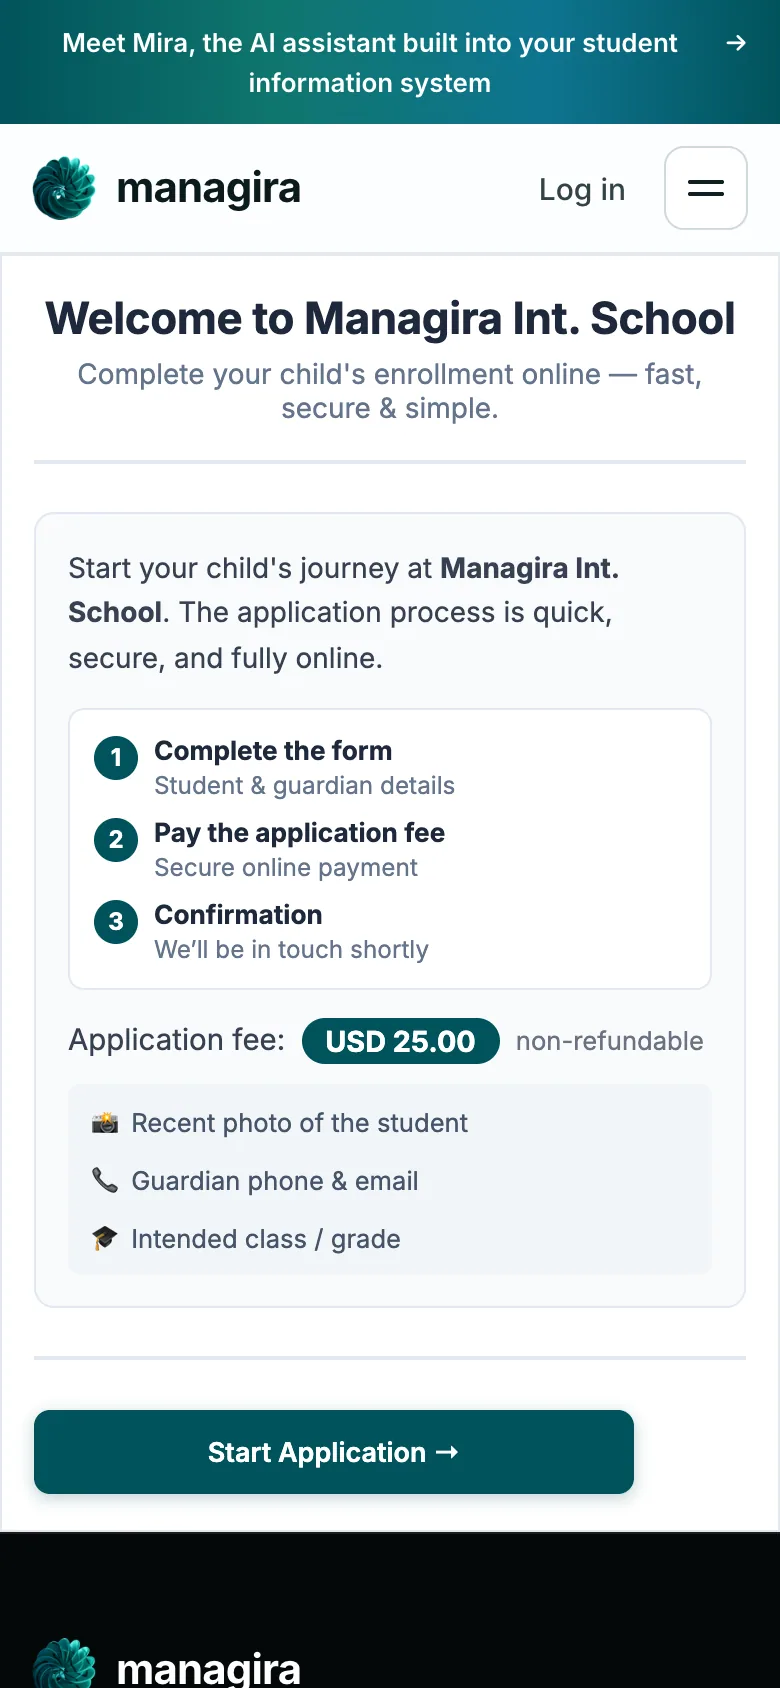 Meet Mira, the AI assistant built into your student →
information system
managira
Log in
Welcome to Managira Int. School
Complete your child's enrollment online — fast,
secure & simple.
Start your child's journey at Managira Int.
School. The application process is quick,
secure, and fully online.
1 Complete the form
Student & guardian details
2 Pay the application fee
Secure online payment
3 Confirmation
We’ll be in touch shortly
Application fee: USD 25.00 non-refundable
📸 Recent photo of the student
📞 Guardian phone & email
🎓 Intended class / grade
Start Application →
managira